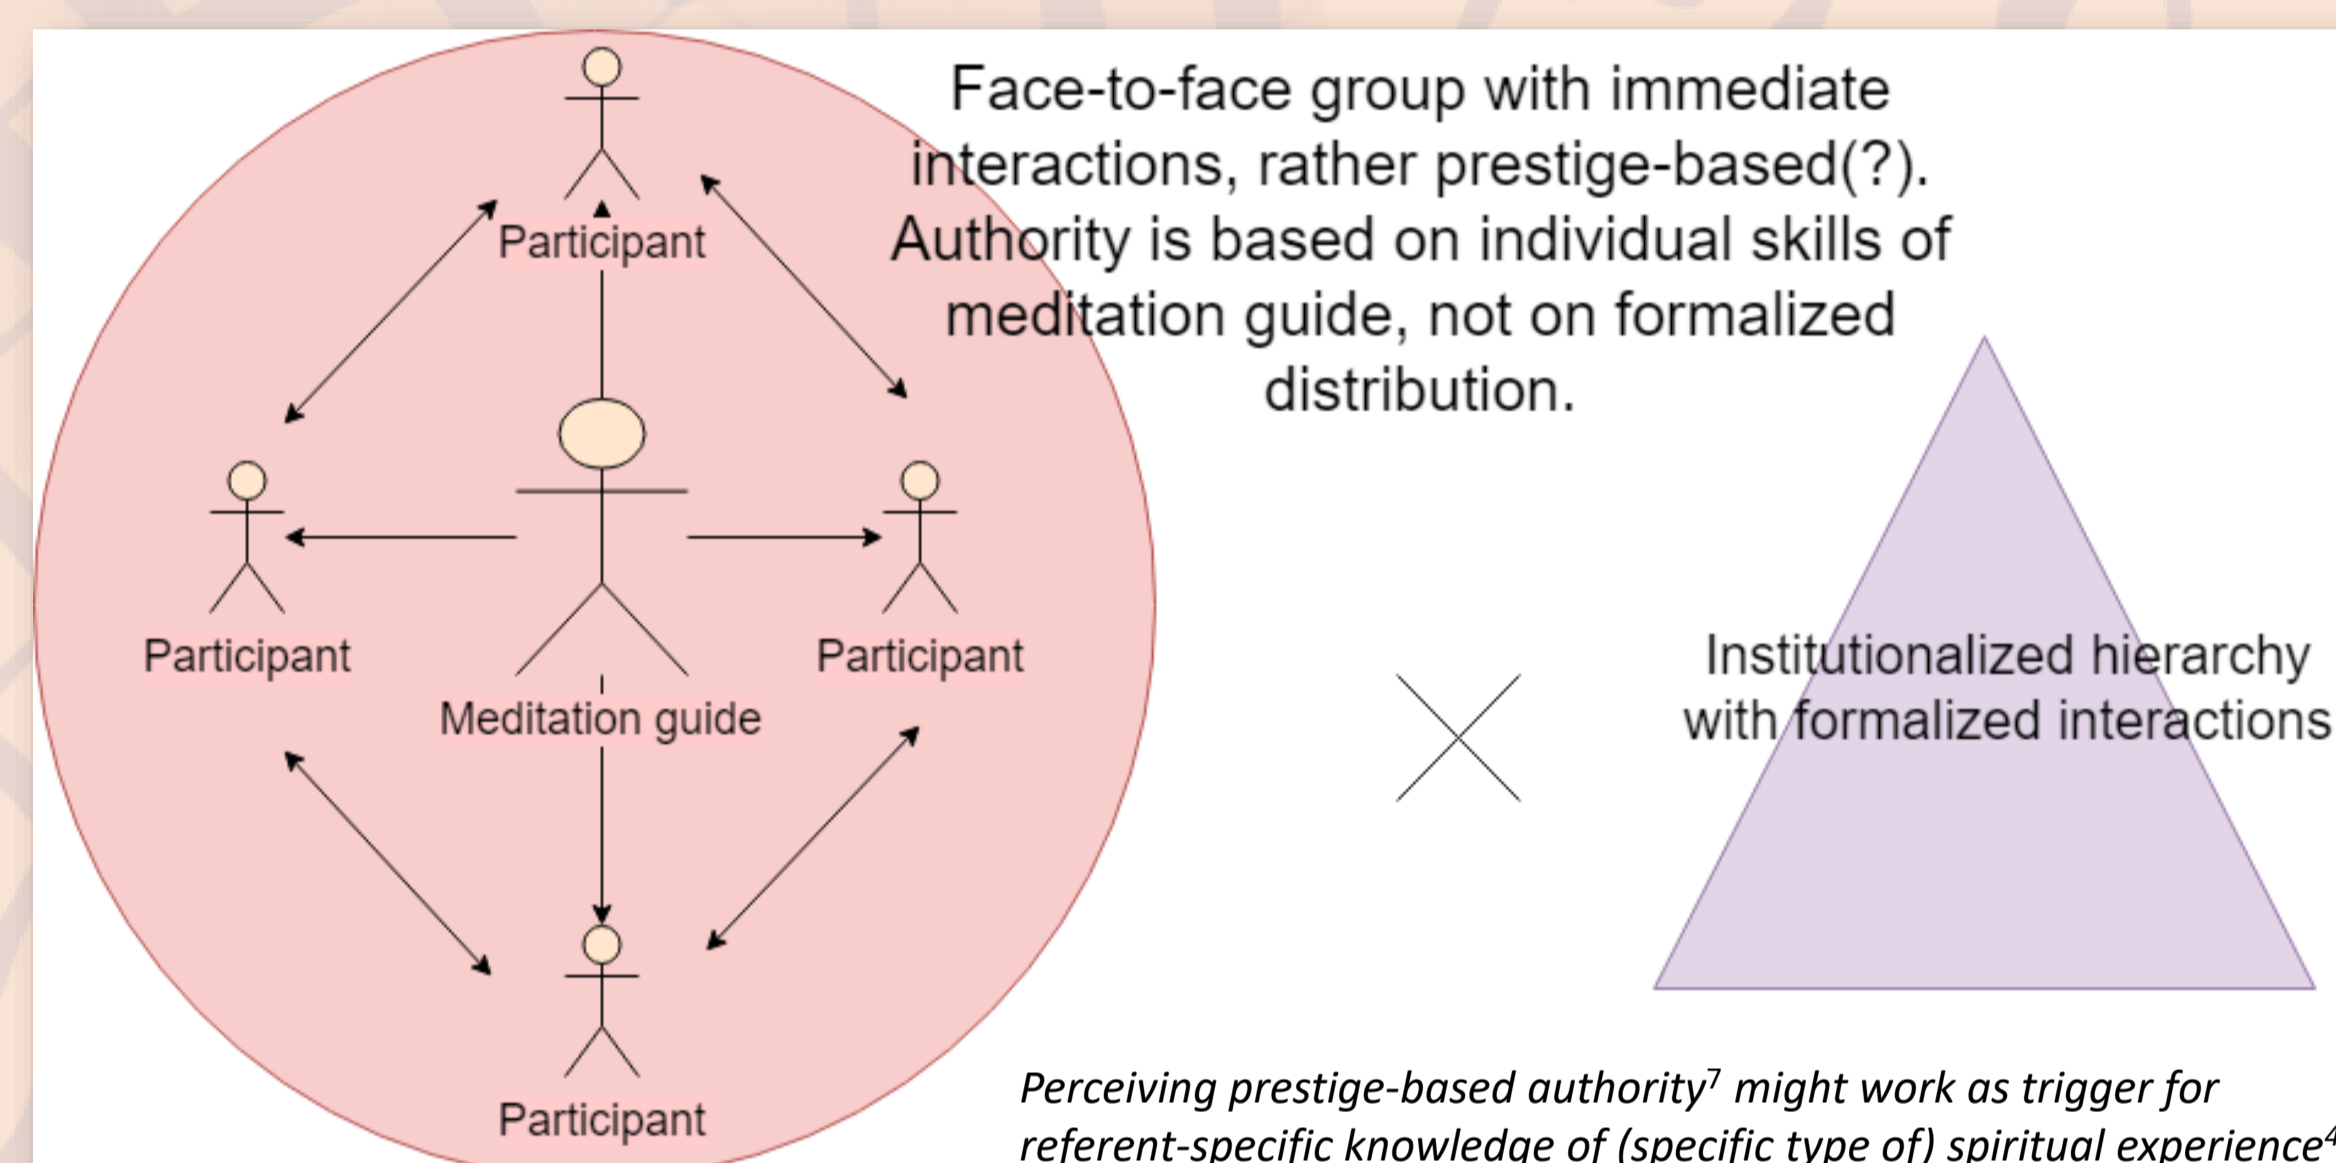 Face-to-face group with immediate
interactions, rather prestige-based(?).
Authority is based on individual skills of
meditation guide, not on formalized
distribution.
Participant
Participant
Participant
Meditation guide
Participant
Institutionalized hierarchy
with formalized interactions
Perceiving prestige-based authority⁷ might work as trigger for
referent-specific knowledge of (specific type of) spiritual experience⁴